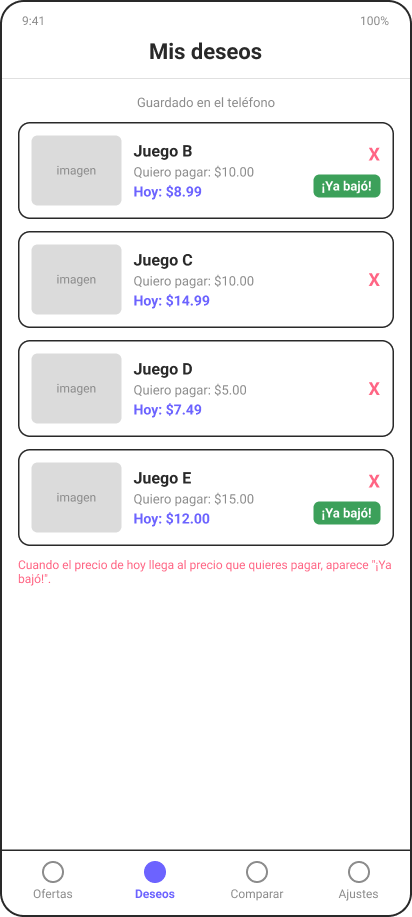 9:41
100%
Mis deseos
Guardado en el teléfono
imagen
Juego B
Quiero pagar: $10.00
Hoy: $8.99
X
¡Ya bajó!
imagen
Juego C
Quiero pagar: $10.00
Hoy: $14.99
X
imagen
Juego D
Quiero pagar: $5.00
Hoy: $7.49
X
imagen
Juego E
Quiero pagar: $15.00
Hoy: $12.00
X
¡Ya bajó!
Cuando el precio de hoy llega al precio que quieres pagar, aparece "¡Ya
bajó!".
Ofertas
Deseos
Comparar
Ajustes